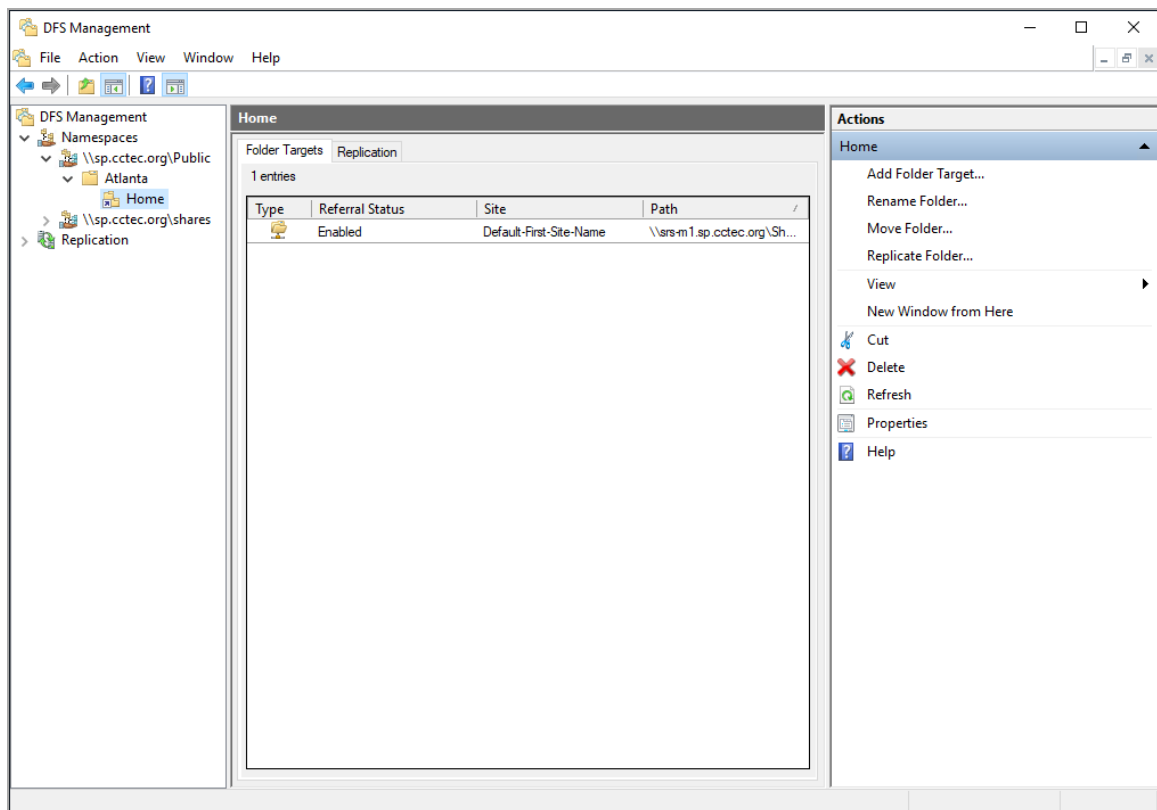 DFS Management
File Action View Window Help
DFS Management
Namespaces
\\sp.cctec.org\Public
Atlanta
Home
\\sp.cctec.org\shares
Replication
Home
Folder Targets Replication
1 entries
Type Referral Status Site Path
Enabled Default-First-Site-Name \\srs-m1.sp.cctec.org\Sh...
Actions
Home
Add Folder Target...
Rename Folder...
Move Folder...
Replicate Folder...
View
New Window from Here
Cut
Delete
Refresh
Properties
Help